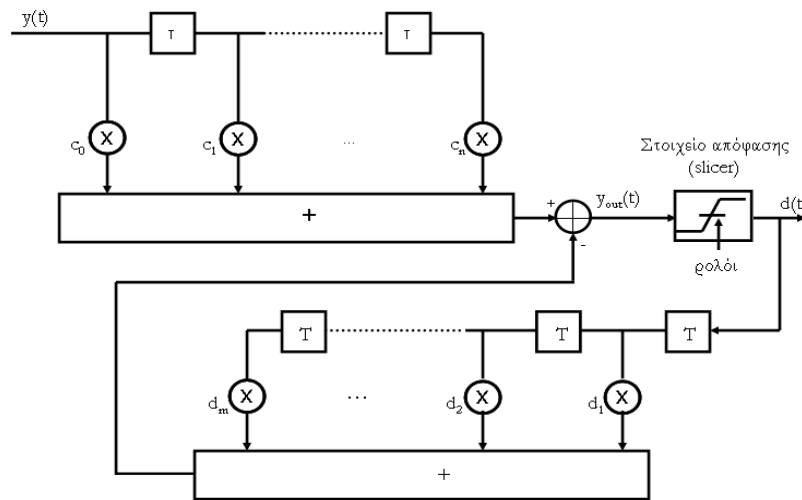 y(t)
τ
τ
c0
X
c1
X
...
cn
X
Στοιχείο απόφασης
(slicer)
+
+
-
yout(t)
d(t
ρολόι
T
T
T
dm
X
...
d2
X
d1
X
+